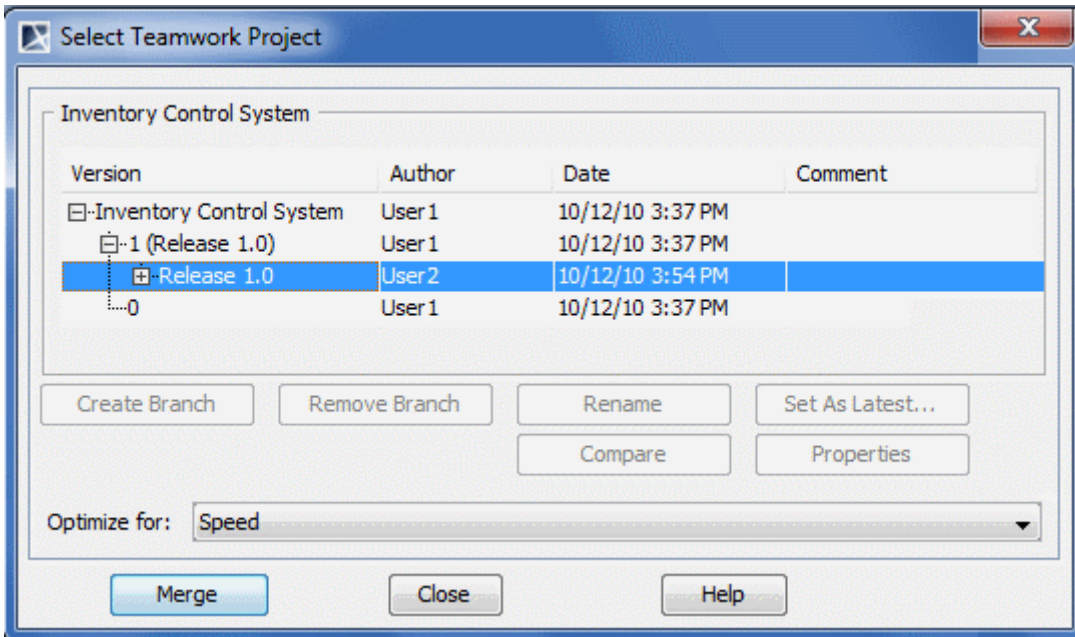 Select Teamwork Project
Inventory Control System
Version Author Date Comment
Inventory Control System User1 10/12/10 3:37 PM
1 (Release 1.0) User1 10/12/10 3:37 PM
Release 1.0 User2 10/12/10 3:54 PM
0 User1 10/12/10 3:37 PM
Create Branch Remove Branch Rename Set As Latest...
Compare Properties
Optimize for: Speed
Merge Close Help